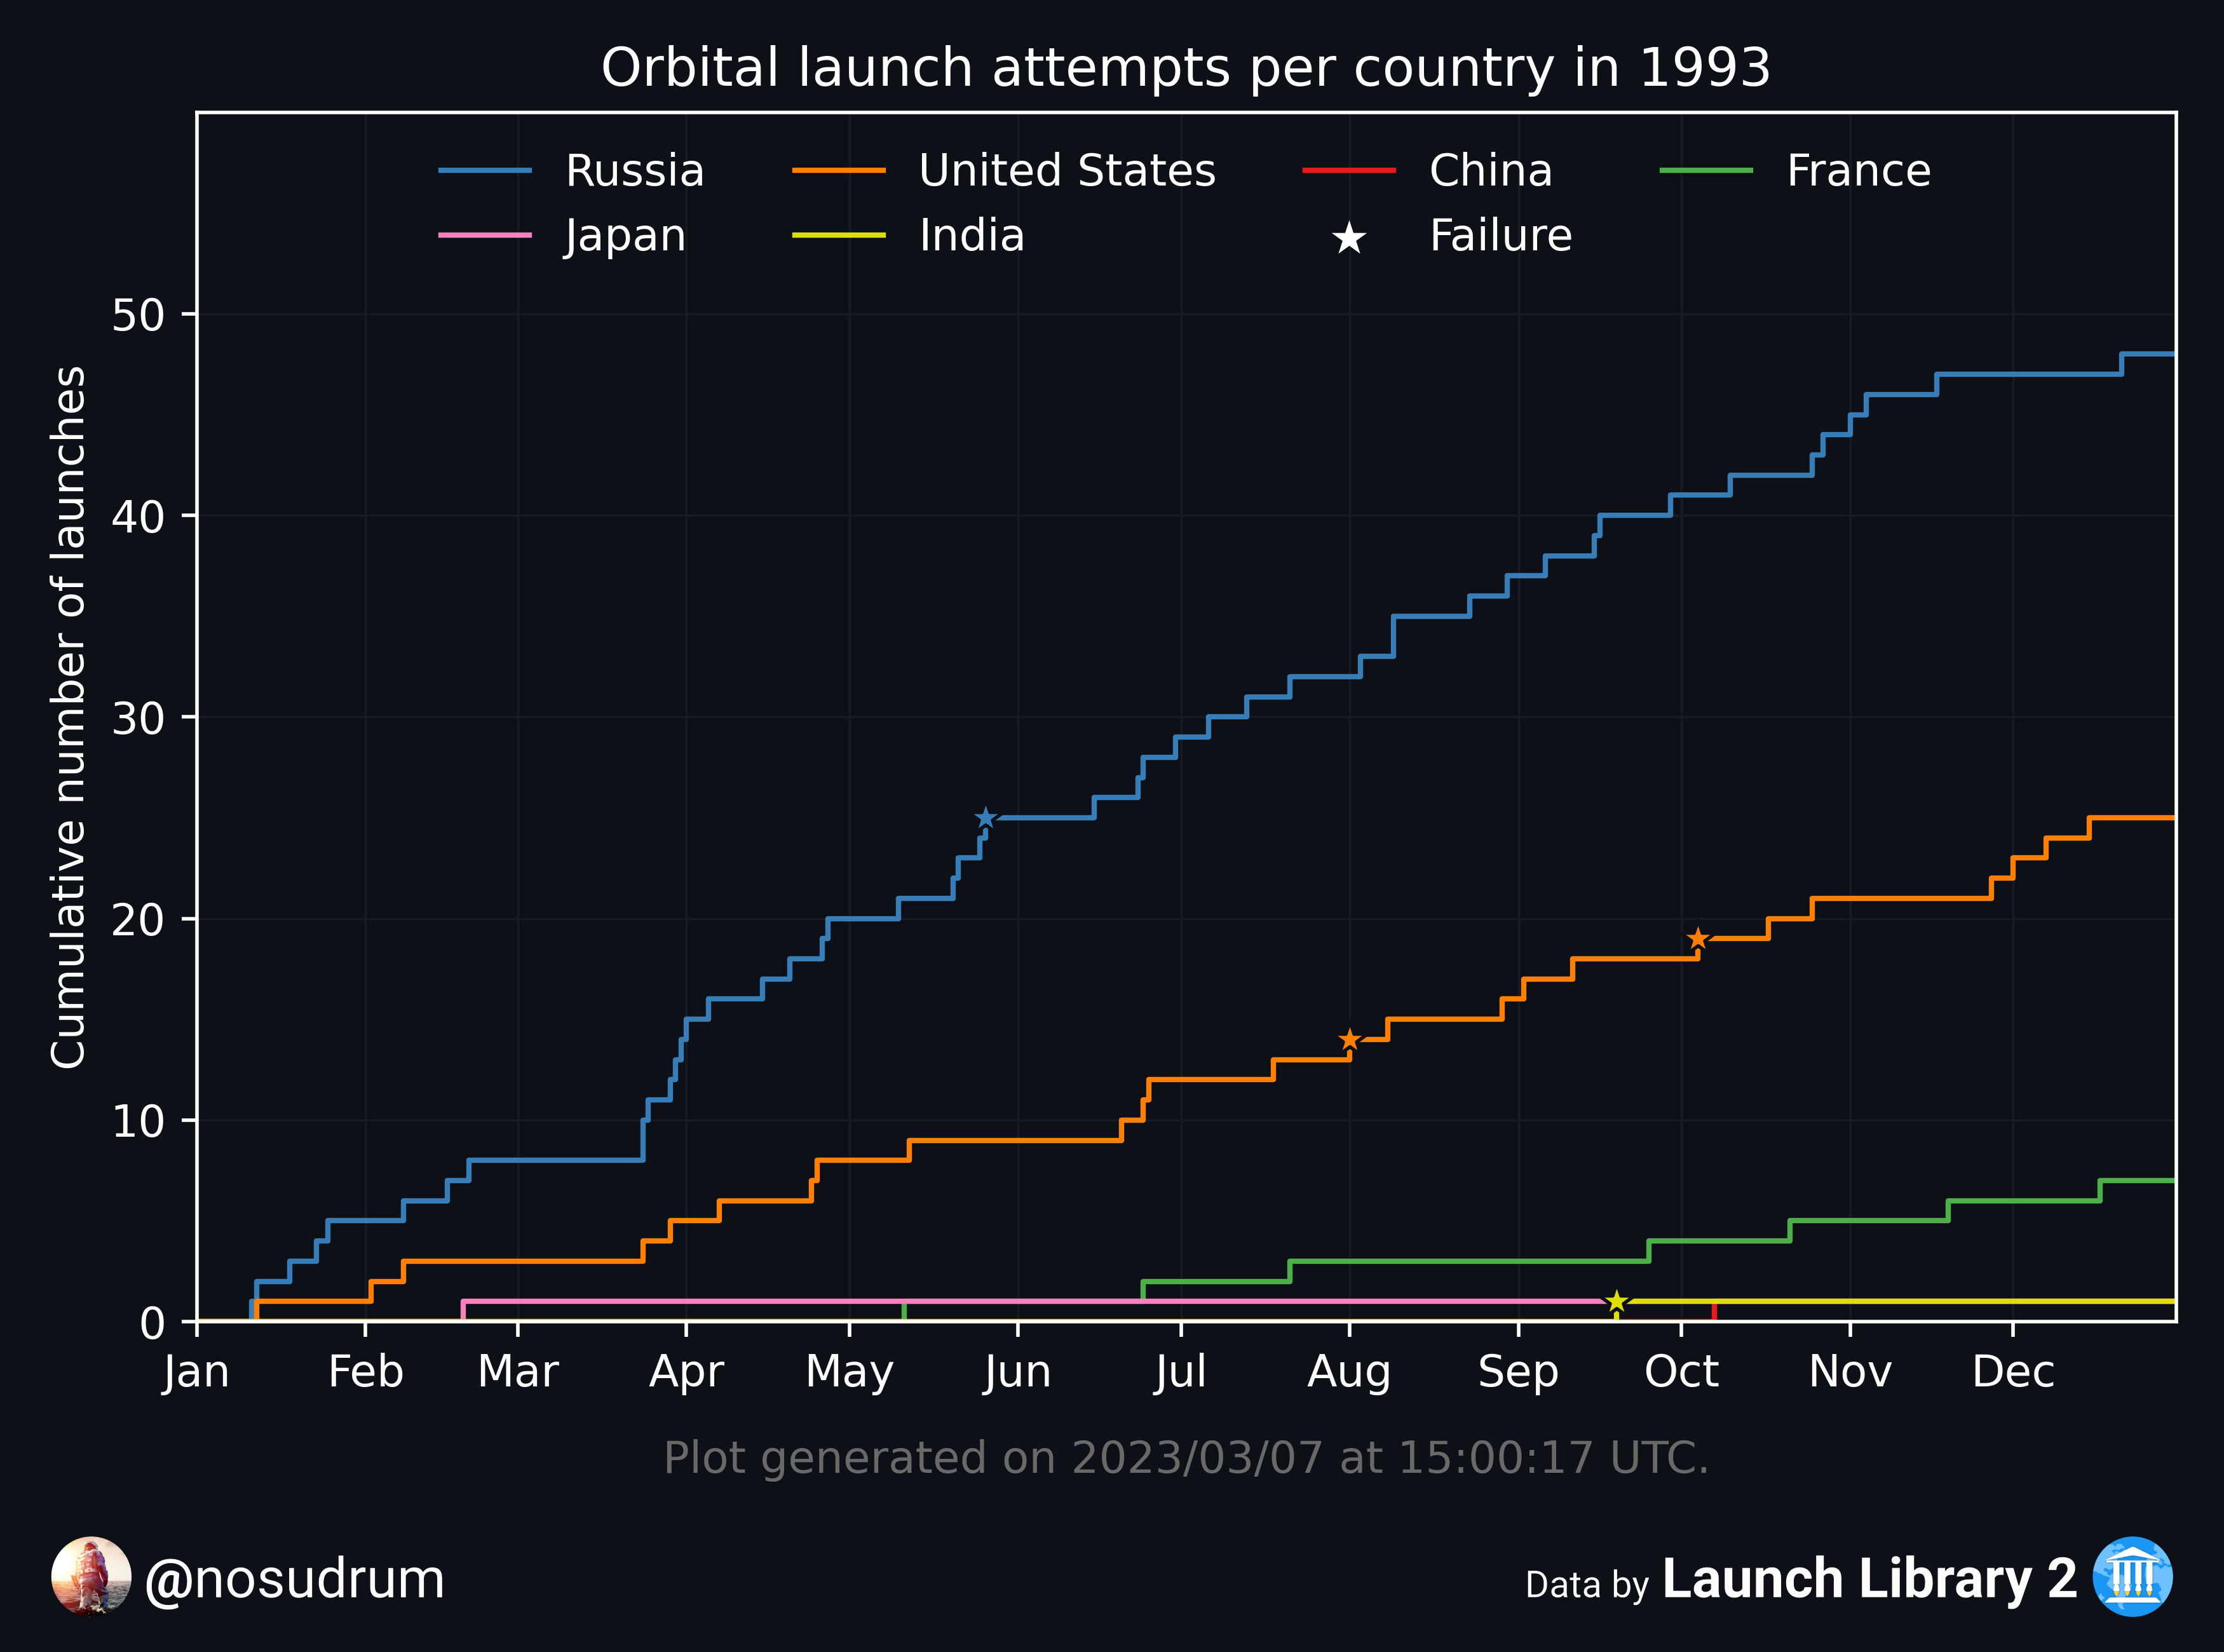 Orbital launch attempts per country in 1993
Russia United States China France
Japan India Failure
Cumulative number of launches
50
40
30
20
10
0
Jan Feb Mar Apr May Jun Jul Aug Sep Oct Nov Dec
Plot generated on 2023/03/07 at 15:00:17 UTC.
@nosudrum
Data by Launch Library 2